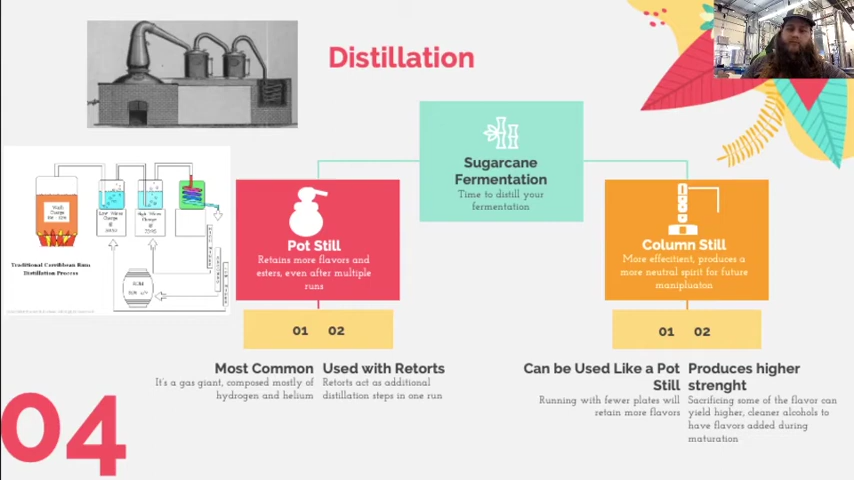 Distillation
Sugarcane
Fermentation
Time to distill your
fermentation
Pot Still
Retains more flavors and
esters, even after multiple
runs
Column Still
More effecitient, produces a
more neutral spirit for future
manipluaton
01 02
01 02
Most Common
It's a gas giant, composed mostly of
hydrogen and helium
Used with Retorts
Retorts act as additional
distillation steps in one run
Can be Used Like a Pot
Still
Running with fewer plates will
retain more flavors
Produces higher
strenght
Sacrificing some of the flavor can
yield higher, cleaner alcohols to
have flavors added during
maturation
Traditional Carribbean Rum
Distillation Process
04